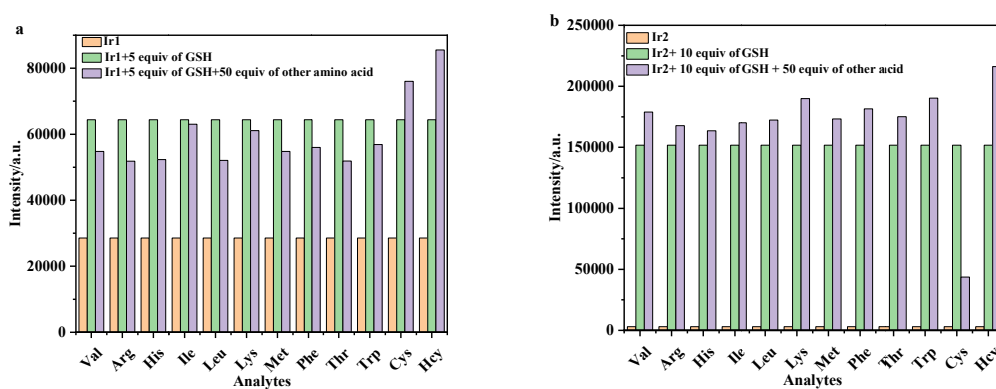 a
Ir1
Ir1+5 equiv of GSH
Ir1+5 equiv of GSH+50 equiv of other amino acid
80000
60000
40000
20000
0
Intensity/a.u.
Val Arg His Ile Leu Lys Met Phe Thr Trp Cys Hcy
Analytes
b
Ir2
Ir2+ 10 equiv of GSH
Ir2+ 10 equiv of GSH + 50 equiv of other acid
250000
200000
150000
100000
50000
0
Intensity/a.u.
Val Arg His Ile Leu Lys Met Phe Thr Trp Cys Hcy
Analytes